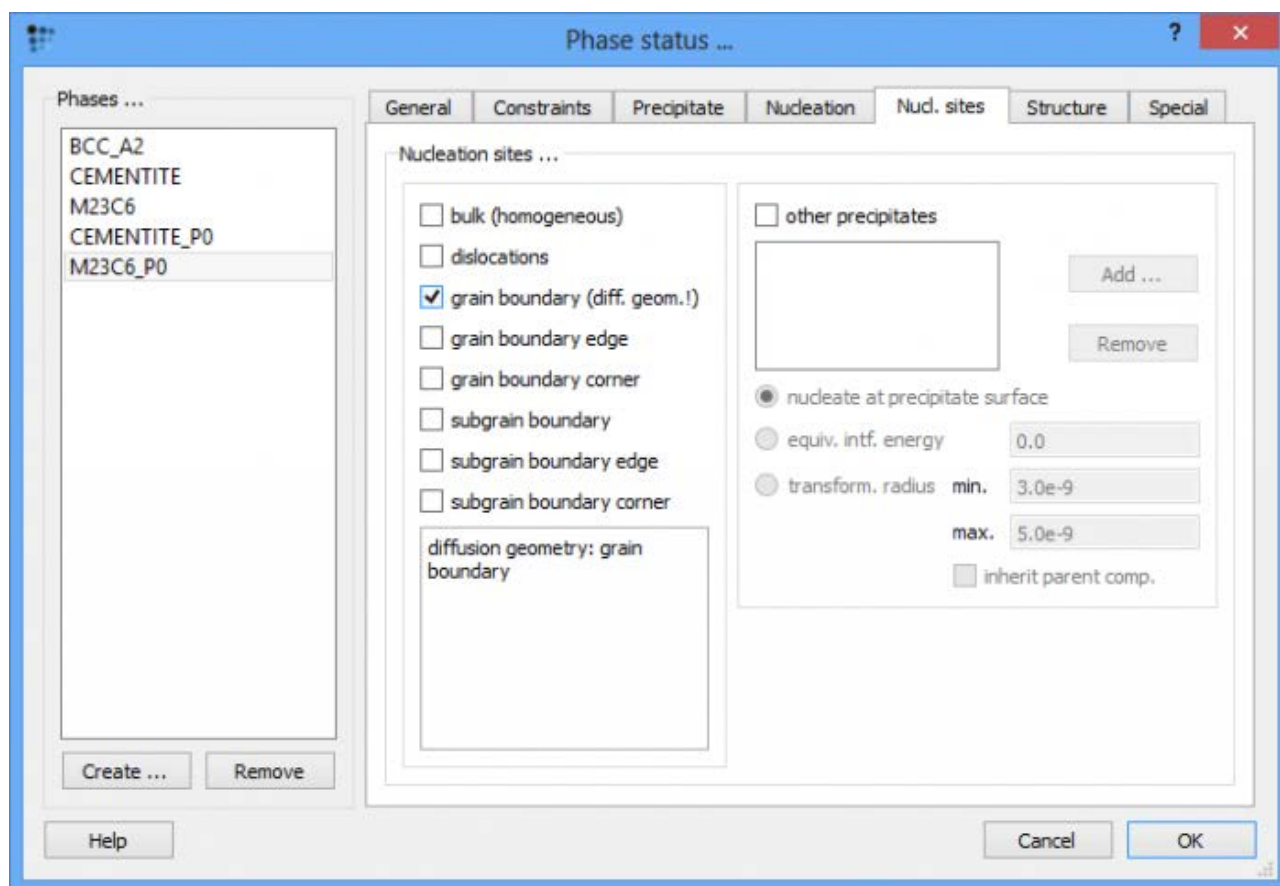 Phase status ...
?
Phases ...
BCC_A2
CEMENTITE
M23C6
CEMENTITE_P0
M23C6_P0
Create ...
Remove
General
Constraints
Precipitate
Nucleation
Nucl. sites
Structure
Special
Nucleation sites ...
bulk (homogeneous)
dislocations
grain boundary (diff. geom.!)
grain boundary edge
grain boundary corner
subgrain boundary
subgrain boundary edge
subgrain boundary corner
diffusion geometry: grain
boundary
other precipitates
Add ...
Remove
nucleate at precipitate surface
equiv. intf. energy
0.0
transform. radius min.
3.0e-9
max.
5.0e-9
inherit parent comp.
Help
Cancel
OK